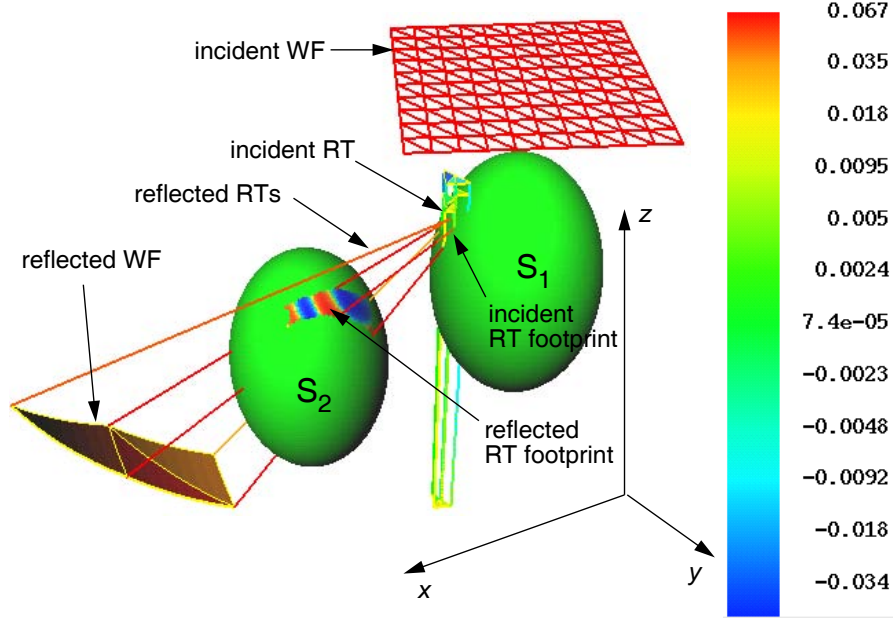 incident WF
incident RT
reflected RTs
reflected WF
S1
S2
incident
RT footprint
reflected
RT footprint
z
x
y
0.067
0.035
0.018
0.0095
0.005
0.0024
7.4e-05
-0.0023
-0.0048
-0.0092
-0.018
-0.034